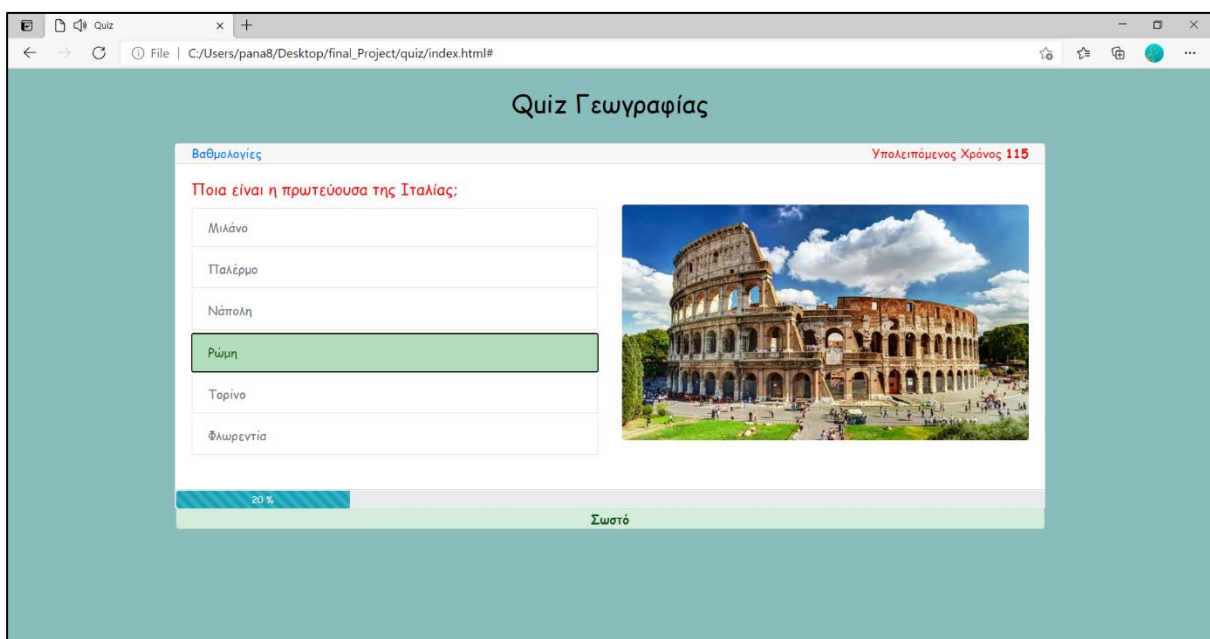 Quiz
File | C:/Users/pana8/Desktop/final_Project/quiz/index.html#
Quiz Γεωγραφίας
Βαθμολογίες
Υπολειπόμενος Χρόνος 115
Ποια είναι η πρωτεύουσα της Ιταλίας;
Μιλάνο
Παλέρμο
Νάπολη
Ρώμη
Τορίνο
Φλωρεντία
20 %
Σωστό